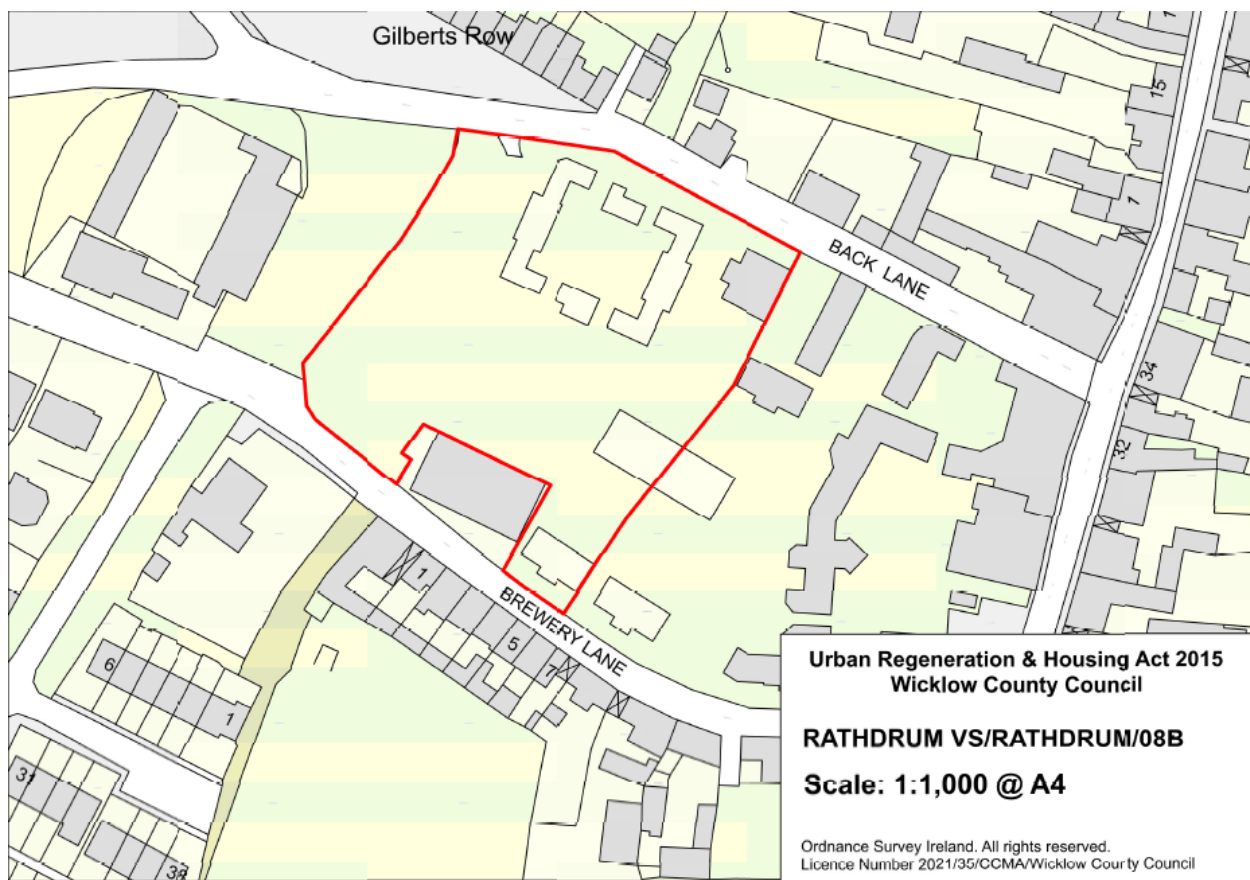 Gilberts Row
15
1
1
BACK LANE
34
32
1
BREWERY LANE
5
7
6
1
31
Urban Regeneration & Housing Act 2015
Wicklow County Council
RATHDRUM VS/RATHDRUM/08B
Scale: 1:1,000 @ A4
Ordnance Survey Ireland. All rights reserved.
Licence Number 2021/35/CCMA/Wicklow County Council